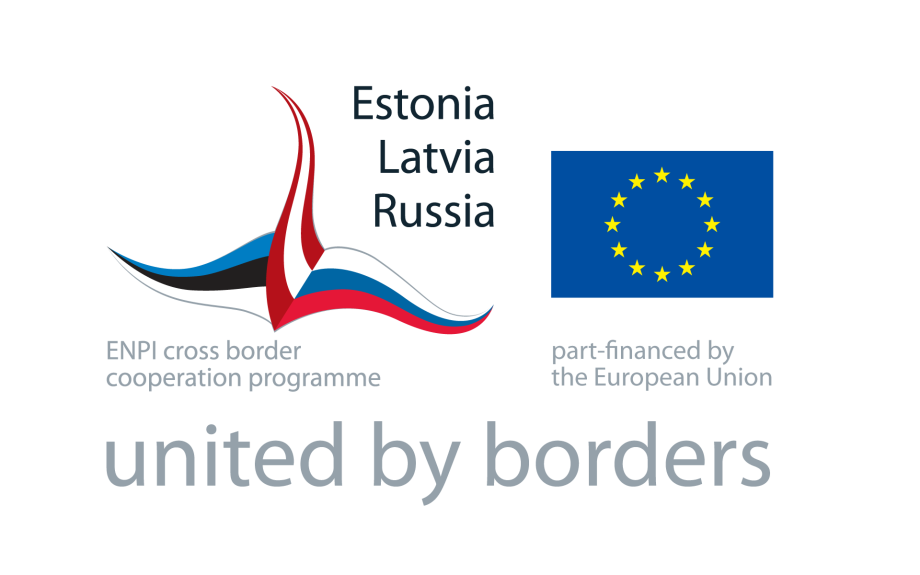 Estonia
Latvia
Russia
ENPI cross border
cooperation programme
part-financed by
the European Union
united by borders